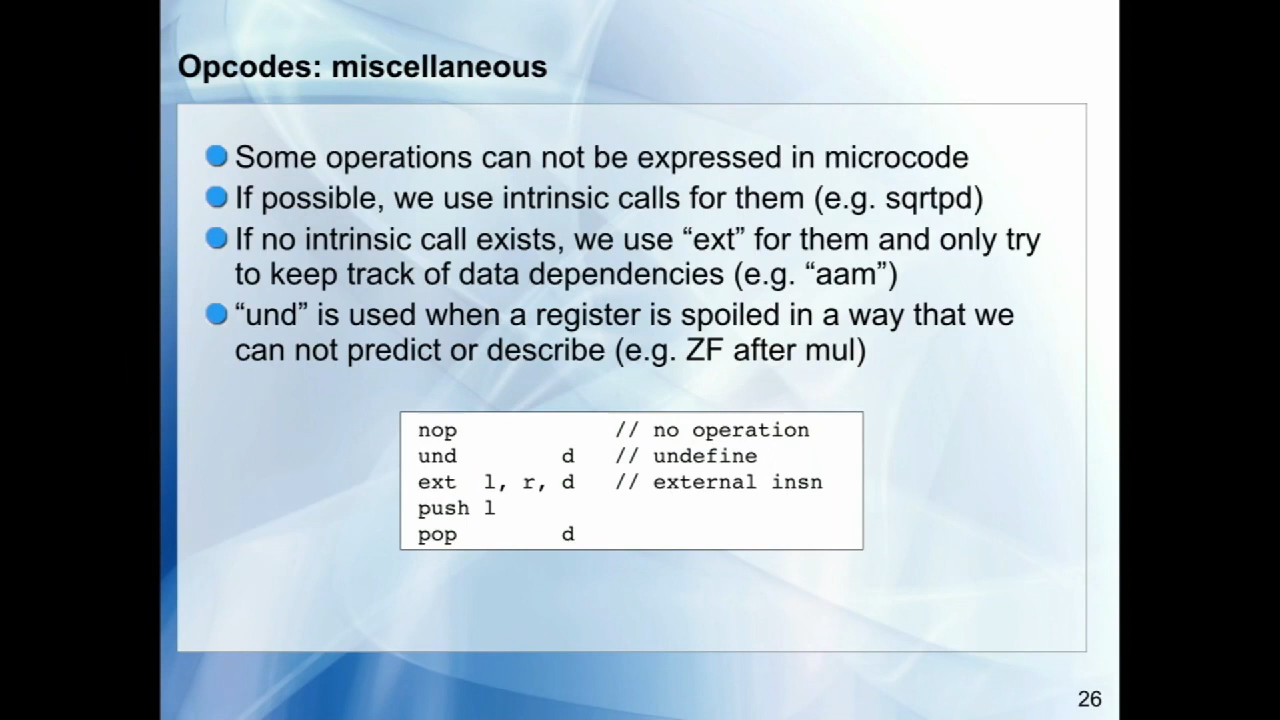 Opcodes: miscellaneous
Some operations can not be expressed in microcode
If possible, we use intrinsic calls for them (e.g. sqrtpd)
If no intrinsic call exists, we use “ext” for them and only try
to keep track of data dependencies (e.g. “aam”)
“und” is used when a register is spoiled in a way that we
can not predict or describe (e.g. ZF after mul)
nop // no operation
und d // undefine
ext l, r, d // external insn
push l
pop d
26